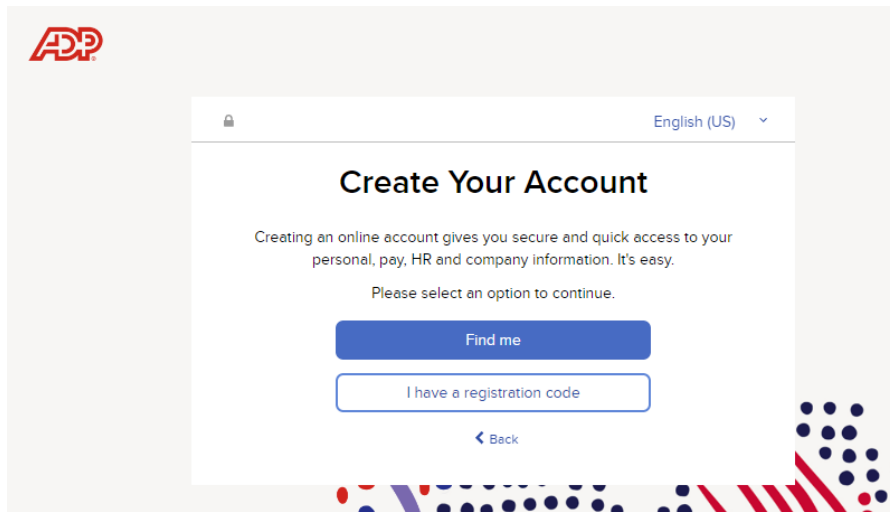 ADP
English (US)
Create Your Account
Creating an online account gives you secure and quick access to your
personal, pay, HR and company information. It's easy.
Please select an option to continue.
Find me
I have a registration code
Back